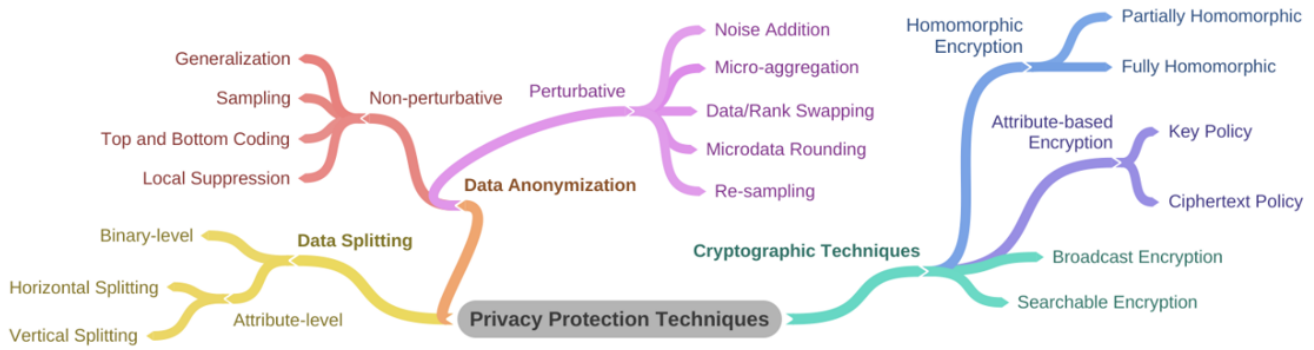 Partially Homomorphic
Homomorphic
Encryption
Fully Homomorphic
Noise Addition
Generalization
Micro-aggregation
Perturbative
Sampling
Non-perturbative
Data/Rank Swapping
Attribute-based
Encryption
Key Policy
Top and Bottom Coding
Microdata Rounding
Local Suppression
Data Anonymization
Re-sampling
Ciphertext Policy
Binary-level
Data Splitting
Cryptographic Techniques
Broadcast Encryption
Horizontal Splitting
Searchable Encryption
Attribute-level
Privacy Protection Techniques
Vertical Splitting